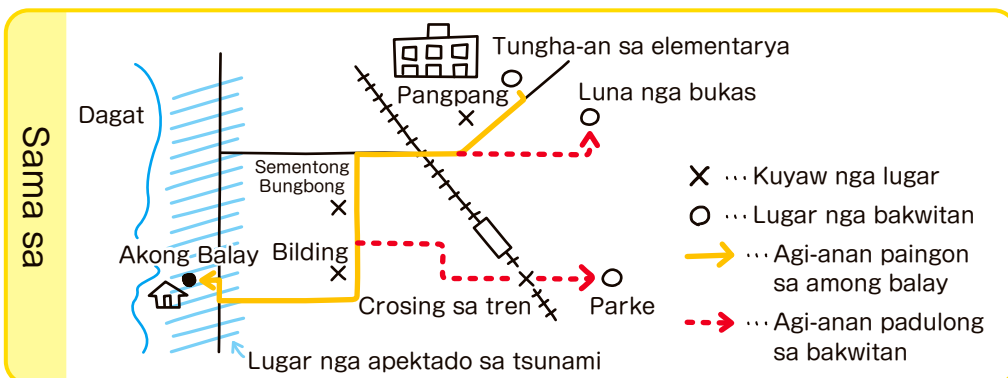 Sama sa
Tungha-an sa elementarya
Pangpang
Luna nga bukas
Dagat
Sementong
Bungbong
Akong Balay
Bilding
Crosing sa tren
Parke
Lugar nga apektado sa tsunami
× … Kuyaw nga lugar
○ … Lugar nga bakwitan
… Agi-anan paingon
sa among balay
… Agi-anan padulong
sa bakwitan